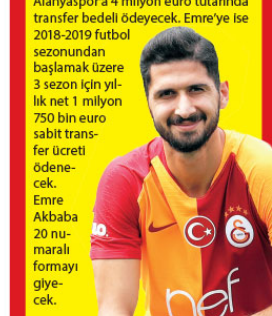 Alanyaspor'a 4 milyon euro tutarında
transfer bedeli ödeyecek. Emre'ye ise
2018-2019 futbol
sezonundan
başlamak üzere
3 sezon için yıl-
lık net 1 milyon
750 bin euro
sabit trans-
fer ücreti
ödene-
cek.
Emre
Akbaba
20 nu-
maralı
formayı
giye-
cek.
nef